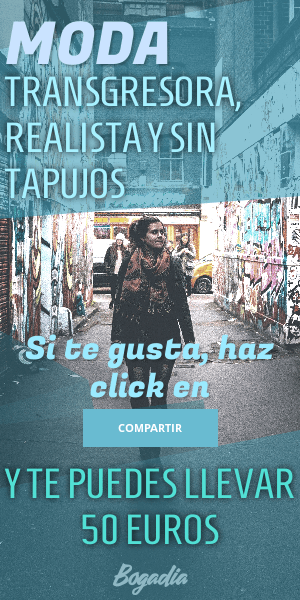 MODA
TRANSGRESORA,
REALISTA Y SIN
TAPUJOS
Si te gusta, haz
click en
COMPARTIR
Y TE PUEDES LLEVAR
50 EUROS
Bogadia